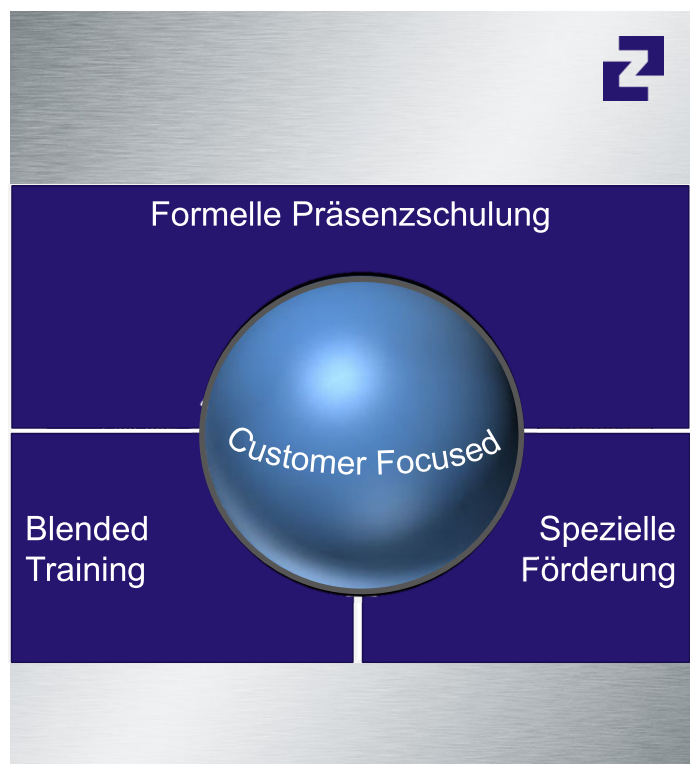 Formelle Präsenzschulung
Customer Focused
Blended
Training
Spezielle
Förderung